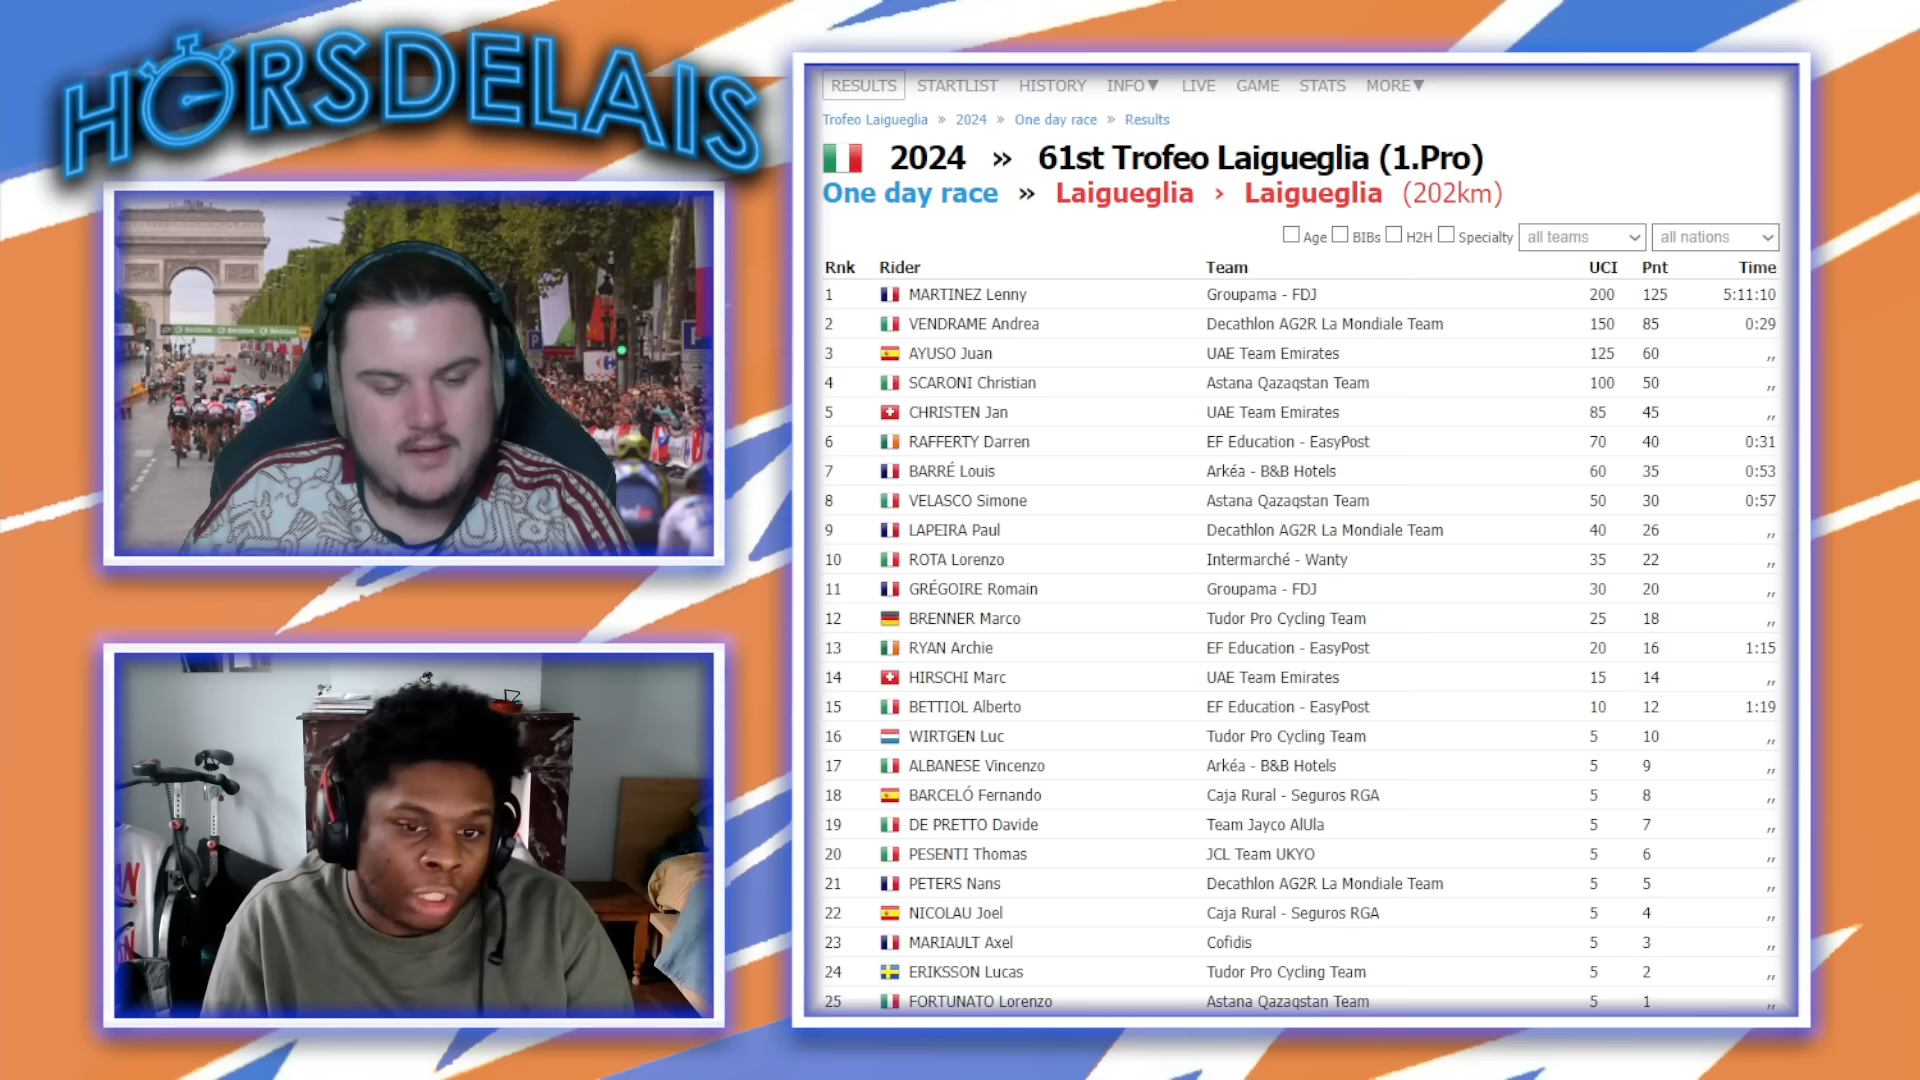 HORSDELAIS
RESULTS STARTLIST HISTORY INFO▼ LIVE GAME STATS MORE▼
Trofeo Laigueglia » 2024 » One day race » Results
2024 » 61st Trofeo Laigueglia (1.Pro)
One day race » Laigueglia › Laigueglia (202km)
Age BIBs H2H Specialty all teams all nations
Rnk Rider Team UCI Pnt Time
1 MARTINEZ Lenny Groupama - FDJ 200 125 5:11:10
2 VENDRAME Andrea Decathlon AG2R La Mondiale Team 150 85 0:29
3 AYUSO Juan UAE Team Emirates 125 60 ,,
4 SCARONI Christian Astana Qazaqstan Team 100 50 ,,
5 CHRISTEN Jan UAE Team Emirates 85 45 ,,
6 RAFFERTY Darren EF Education - EasyPost 70 40 0:31
7 BARRÉ Louis Arkéa - B&B Hotels 60 35 0:53
8 VELASCO Simone Astana Qazaqstan Team 50 30 0:57
9 LAPEIRA Paul Decathlon AG2R La Mondiale Team 40 26 ,,
10 ROTA Lorenzo Intermarché - Wanty 35 22 ,,
11 GRÉGOIRE Romain Groupama - FDJ 30 20 ,,
12 BRENNER Marco Tudor Pro Cycling Team 25 18 ,,
13 RYAN Archie EF Education - EasyPost 20 16 1:15
14 HIRSCHI Marc UAE Team Emirates 15 14 ,,
15 BETTIOL Alberto EF Education - EasyPost 10 12 1:19
16 WIRTGEN Luc Tudor Pro Cycling Team 5 10 ,,
17 ALBANESE Vincenzo Arkéa - B&B Hotels 5 9 ,,
18 BARCELÓ Fernando Caja Rural - Seguros RGA 5 8 ,,
19 DE PRETTO Davide Team Jayco AlUla 5 7 ,,
20 PESENTI Thomas JCL Team UKYO 5 6 ,,
21 PETERS Nans Decathlon AG2R La Mondiale Team 5 5 ,,
22 NICOLAU Joel Caja Rural - Seguros RGA 5 4 ,,
23 MARIAULT Axel Cofidis 5 3 ,,
24 ERIKSSON Lucas Tudor Pro Cycling Team 5 2 ,,
25 FORTUNATO Lorenzo Astana Qazaqstan Team 5 1 ,,